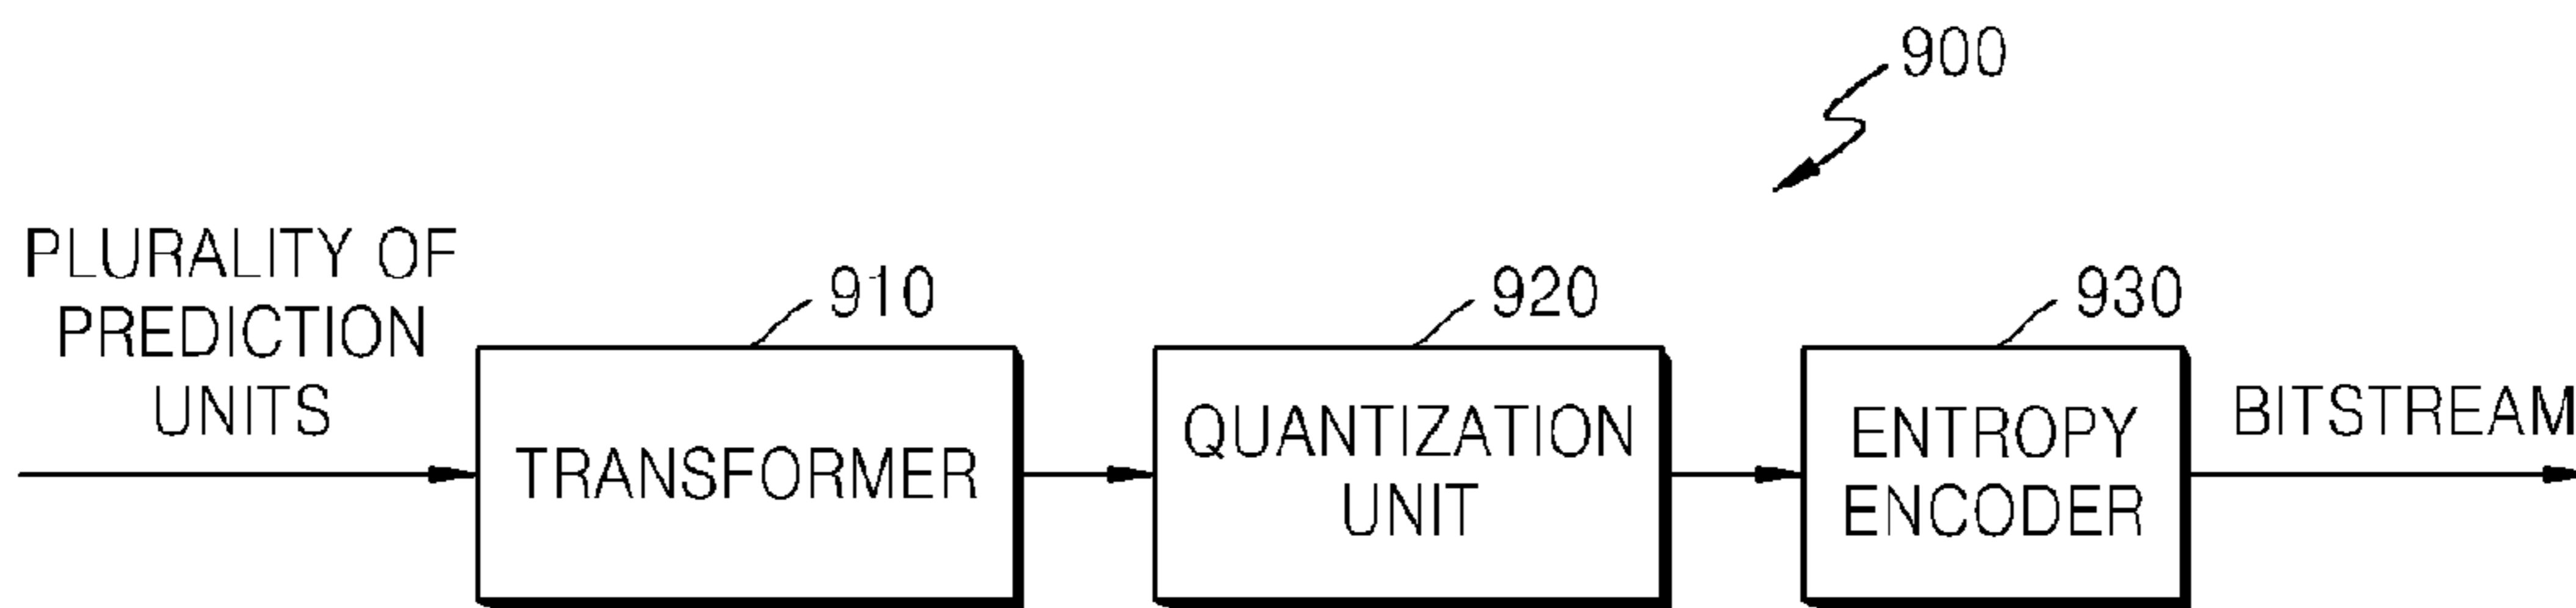 900
PLURALITY OF
PREDICTION
UNITS
910
TRANSFORMER
920
QUANTIZATION
UNIT
930
ENTROPY
ENCODER
BITSTREAM